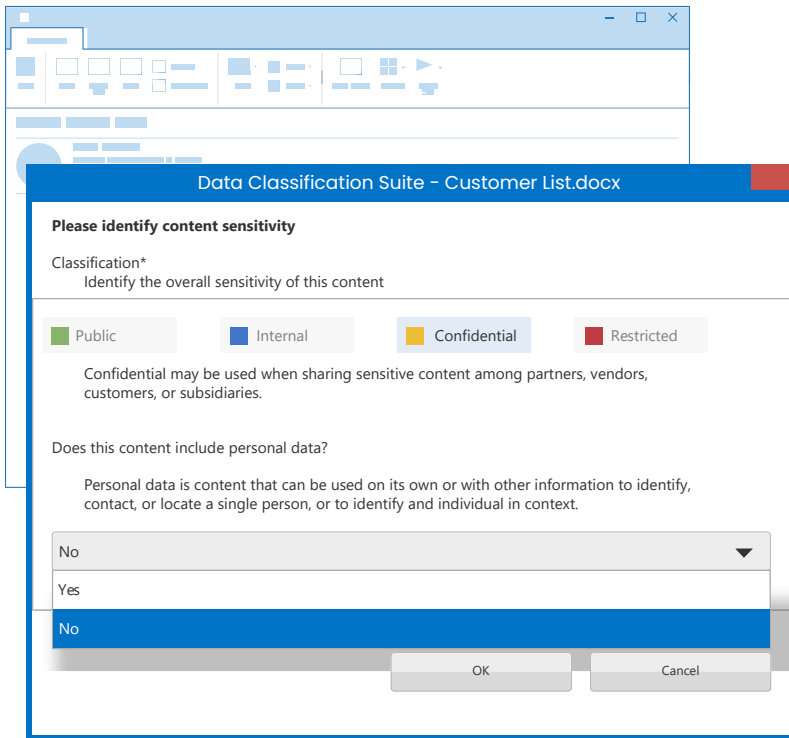 Data Classification Suite - Customer List.docx
Please identify content sensitivity
Classification*
Identify the overall sensitivity of this content
Public Internal Confidential Restricted
Confidential may be used when sharing sensitive content among partners, vendors,
customers, or subsidiaries.
Does this content include personal data?
Personal data is content that can be used on its own or with other information to identify,
contact, or locate a single person, or to identify and individual in context.
No
Yes
No
OK Cancel